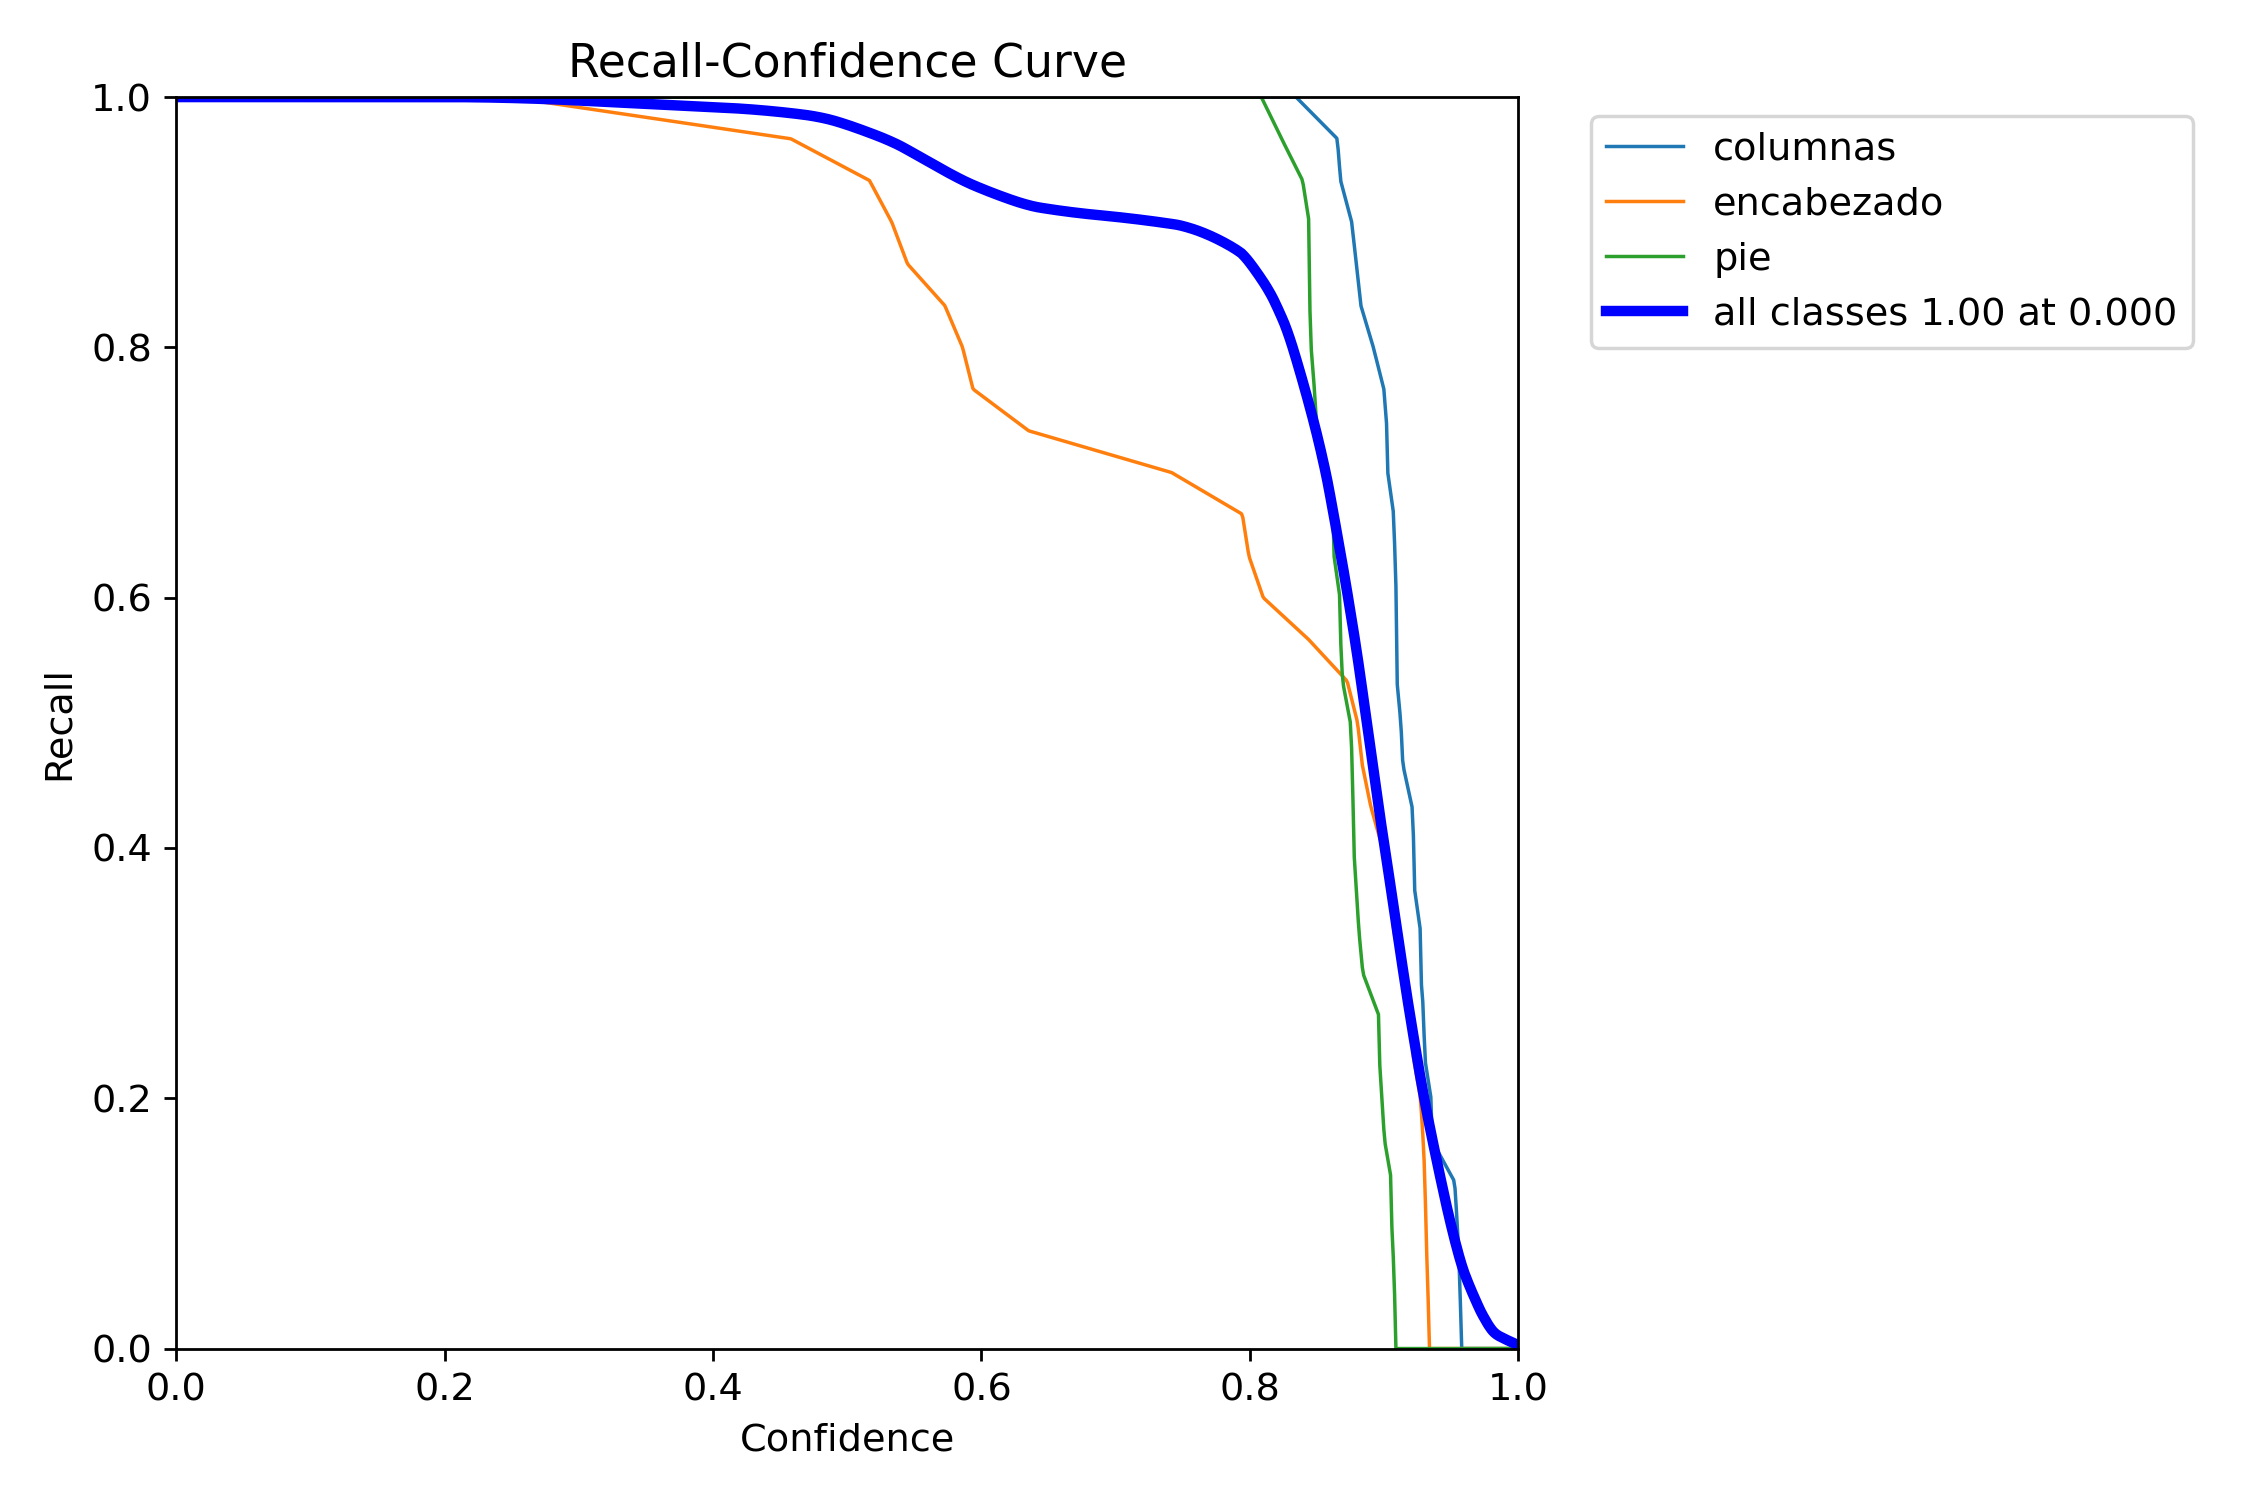 Recall-Confidence Curve
1.0
0.8
0.6
0.4
0.2
0.0
Recall
0.0 0.2 0.4 0.6 0.8 1.0
Confidence
columnas
encabezado
pie
all classes 1.00 at 0.000